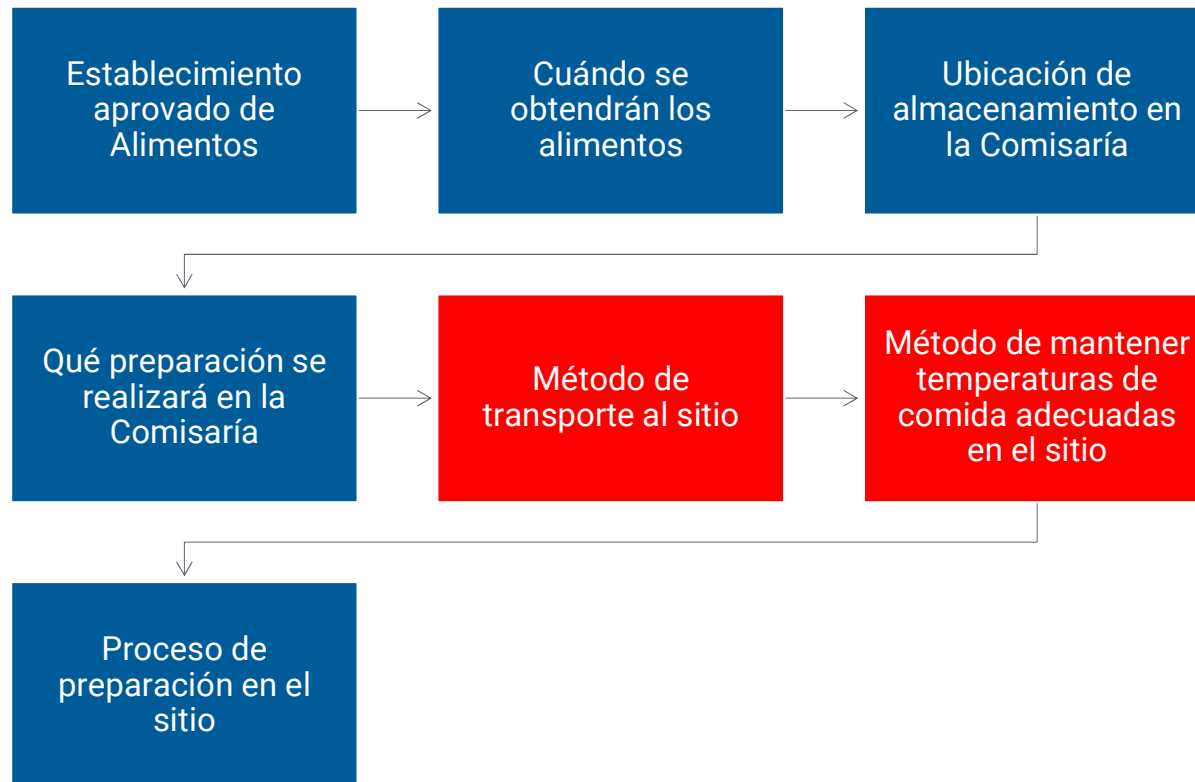 Establecimiento
aprovado de
Alimentos
Cuándo se
obtendrán los
alimentos
Ubicación de
almacenamiento en
la Comisaría
Qué preparación se
realizará en la
Comisaría
Método de
transporte al sitio
Método de mantener
temperaturas de
comida adecuadas
en el sitio
Proceso de
preparación en el
sitio